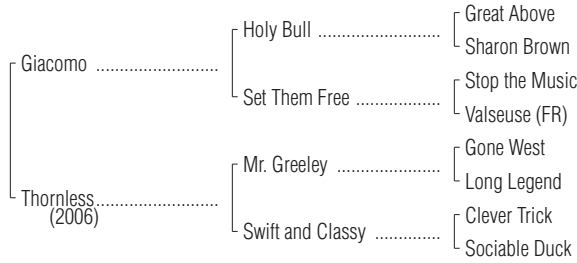 Great Above
Holy Bull ........................
Sharon Brown
Giacomo ........................
Stop the Music
Set Them Free .................
Valseuse (FR)
Gone West
Mr. Greeley ....................
Long Legend
Thornless........................
(2006)
Clever Trick
Swift and Classy .............
Sociable Duck